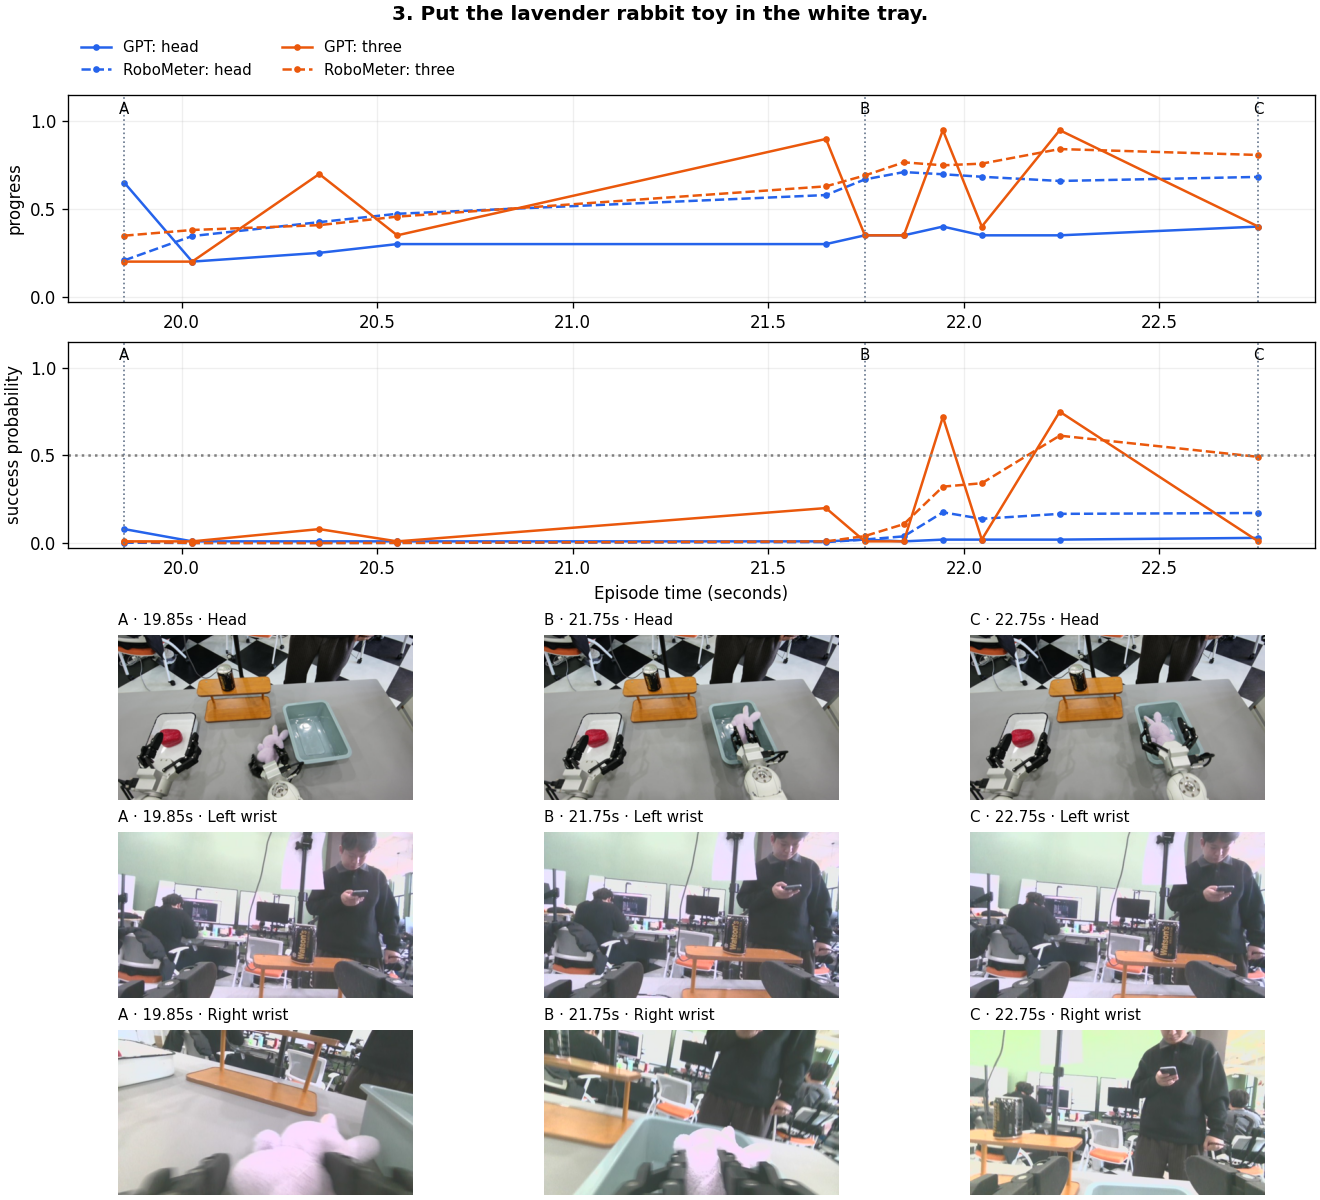 3. Put the lavender rabbit toy in the white tray.
GPT: head
GPT: three
RoboMeter: head
RoboMeter: three
A
B
C
1.0
0.5
0.0
progress
20.0
20.5
21.0
21.5
22.0
22.5
A
B
C
1.0
0.5
0.0
success probability
20.0
20.5
21.0
21.5
22.0
22.5
Episode time (seconds)
A · 19.85s · Head
B · 21.75s · Head
C · 22.75s · Head
A · 19.85s · Left wrist
B · 21.75s · Left wrist
C · 22.75s · Left wrist
Watson's
Watson's
Watson's
A · 19.85s · Right wrist
B · 21.75s · Right wrist
C · 22.75s · Right wrist